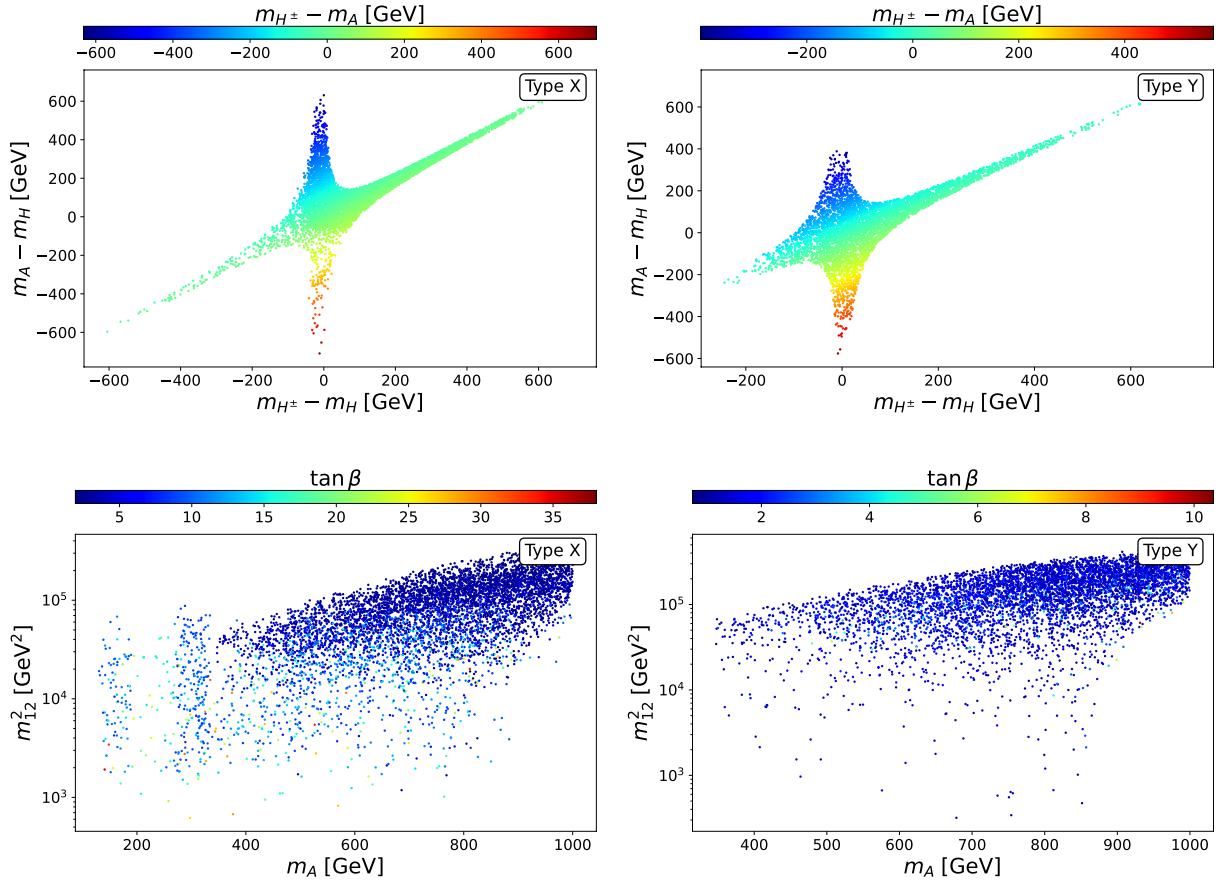 m_{H^±} − m_A [GeV]
−600 −400 −200 0 200 400 600
Type X
600
400
200
0
−200
−400
−600
m_A − m_H [GeV]
−600 −400 −200 0 200 400 600
m_{H^±} − m_H [GeV]
m_{H^±} − m_A [GeV]
−200 0 200 400
Type Y
600
400
200
0
−200
−400
−600
m_A − m_H [GeV]
−200 0 200 400 600
m_{H^±} − m_H [GeV]
tan β
5 10 15 20 25 30 35
Type X
10^5
10^4
10^3
m_{12}^2 [GeV^2]
200 400 600 800 1000
m_A [GeV]
tan β
2 4 6 8 10
Type Y
10^5
10^4
10^3
m_{12}^2 [GeV^2]
400 500 600 700 800 900 1000
m_A [GeV]